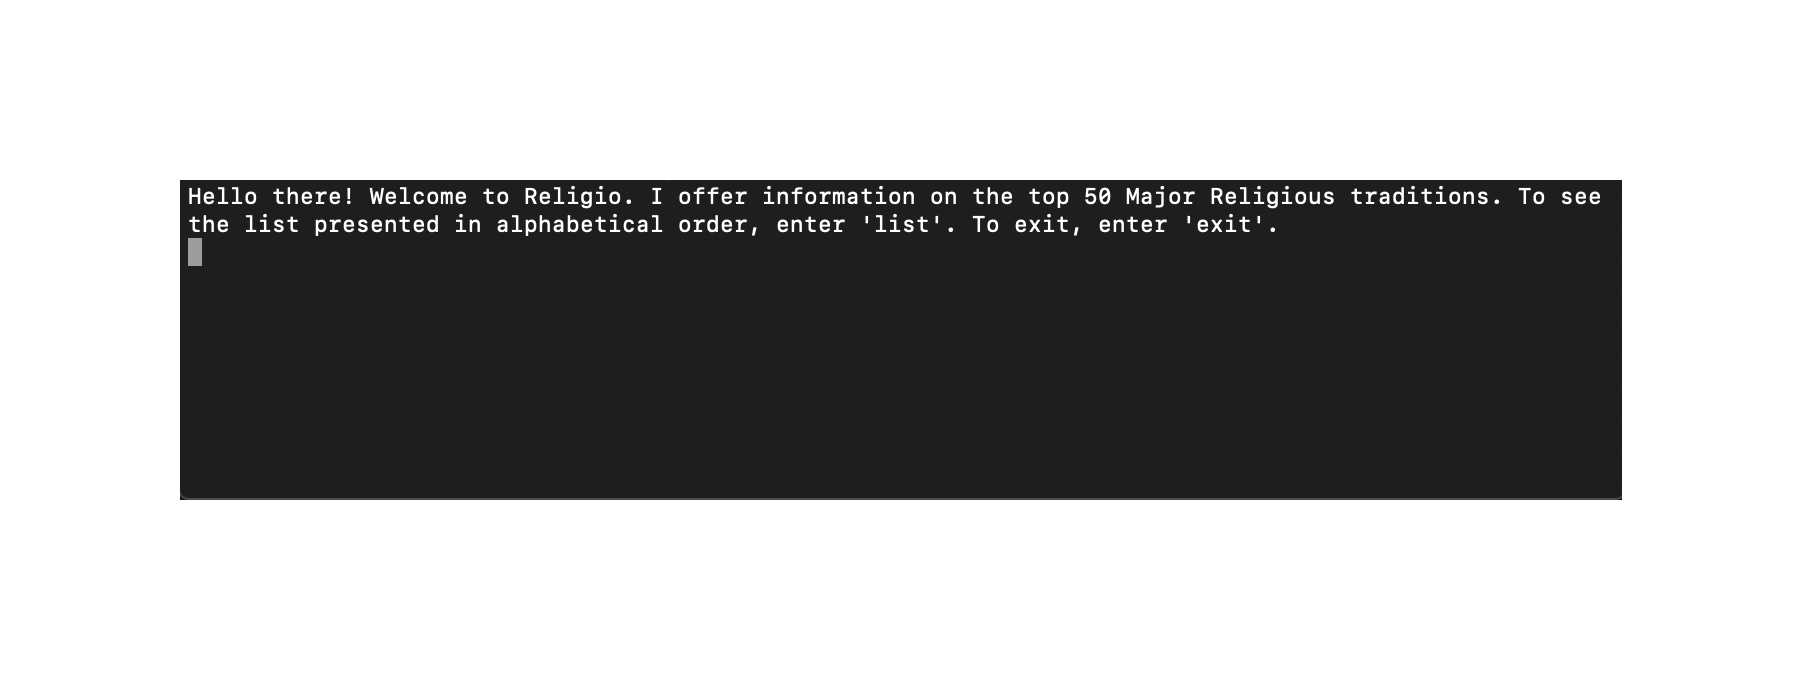 Hello there! Welcome to Religio. I offer information on the top 50 Major Religious traditions. To see
the list presented in alphabetical order, enter 'list'. To exit, enter 'exit'.